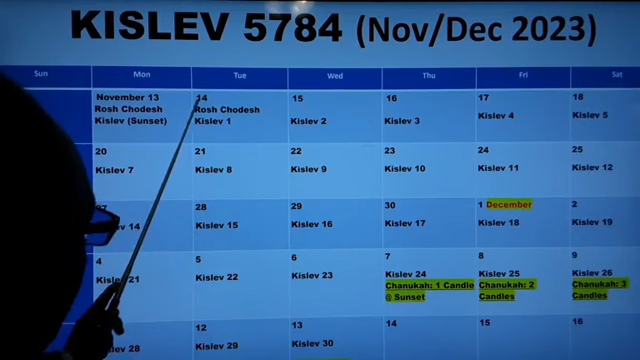 KISLEV 5784 (Nov/Dec 2023)
Sun Mon Tue Wed Thu Fri Sat
November 13 14 15 16 17 18
Rosh Chodesh Rosh Chodesh
Kislev (Sunset) Kislev 1 Kislev 2 Kislev 3 Kislev 4 Kislev 5
20 21 22 23 24 25
Kislev 7 Kislev 8 Kislev 9 Kislev 10 Kislev 11 Kislev 12
27 28 29 30 1 December 2
14 Kislev 15 Kislev 16 Kislev 17 Kislev 18 Kislev 19
4 5 6 7 8 9
Kislev 21 Kislev 22 Kislev 23 Kislev 24 Kislev 25 Kislev 26
Chanukah: 1 Candle Chanukah: 2 Chanukah: 3
@ Sunset Candles Candles
12 13 14 15 16
28 Kislev 29 Kislev 30